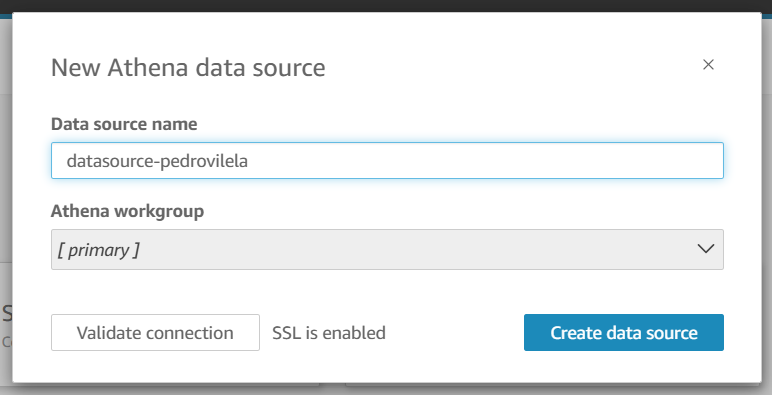 New Athena data source
Data source name
datasource-pedrovilela
Athena workgroup
[ primary ]
Validate connection SSL is enabled Create data source